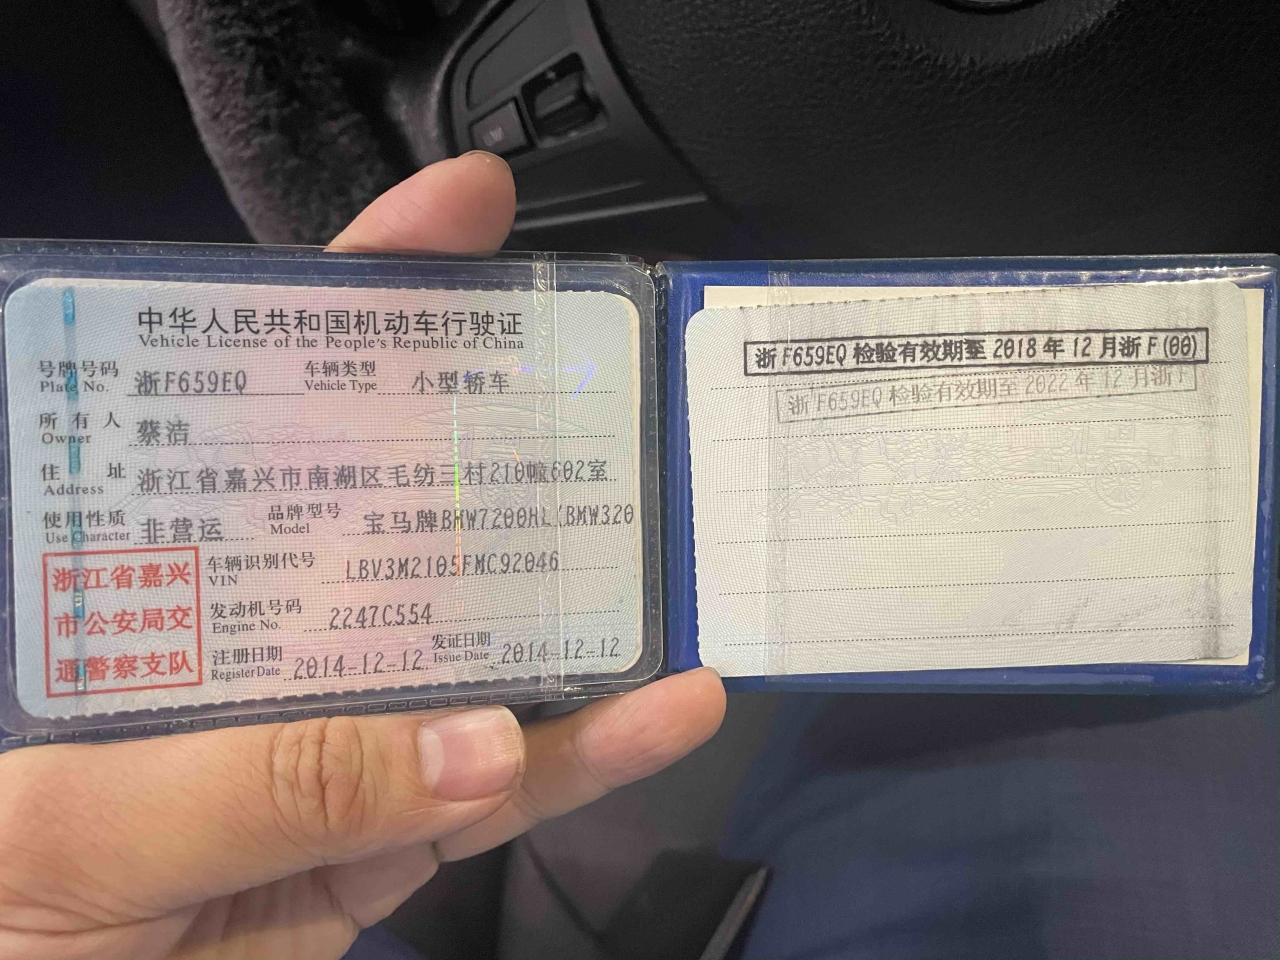 中华人民共和国机动车行驶证
Vehicle License of the People's Republic of China
号牌号码 浙F659EQ 车辆类型 小型轿车
Plate No. Vehicle Type
所有人 蔡洁
Owner
住址 浙江省嘉兴市南湖区毛纺三村210幢602室
Address
使用性质 非营运 品牌型号 宝马牌BMW7200HL(BMW320
Use Character Model
浙江省嘉兴
市公安局交
通警察支队
车辆识别代号 LBV3M2105FMC92046
VIN
发动机号码 2247C554
Engine No.
注册日期 2014-12-12 发证日期 2014-12-12
Register Date Issue Date
浙F659EQ 检验有效期至 2018 年 12 月浙 F(00)
浙F659EQ 检验有效期至 2022 年 12 月浙F